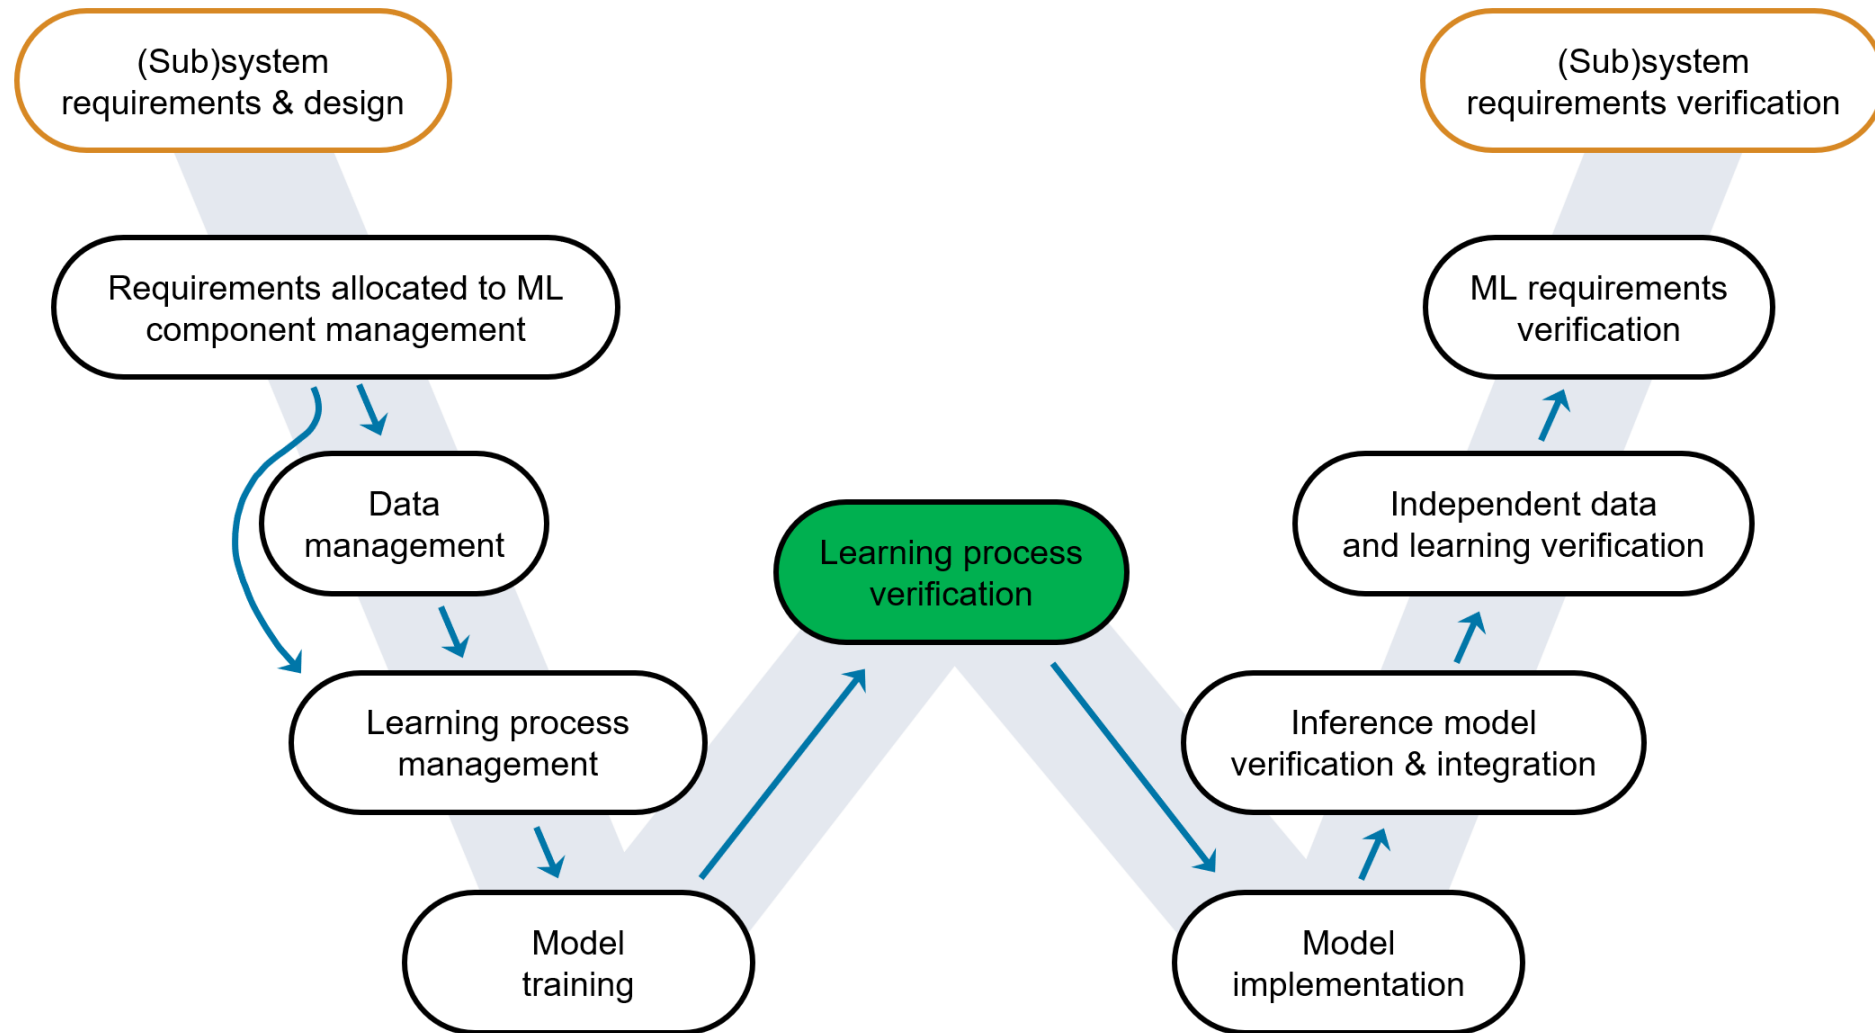 (Sub)system
requirements & design
(Sub)system
requirements verification
Requirements allocated to ML
component management
ML requirements
verification
Data
management
Learning process
verification
Independent data
and learning verification
Learning process
management
Inference model
verification & integration
Model
training
Model
implementation